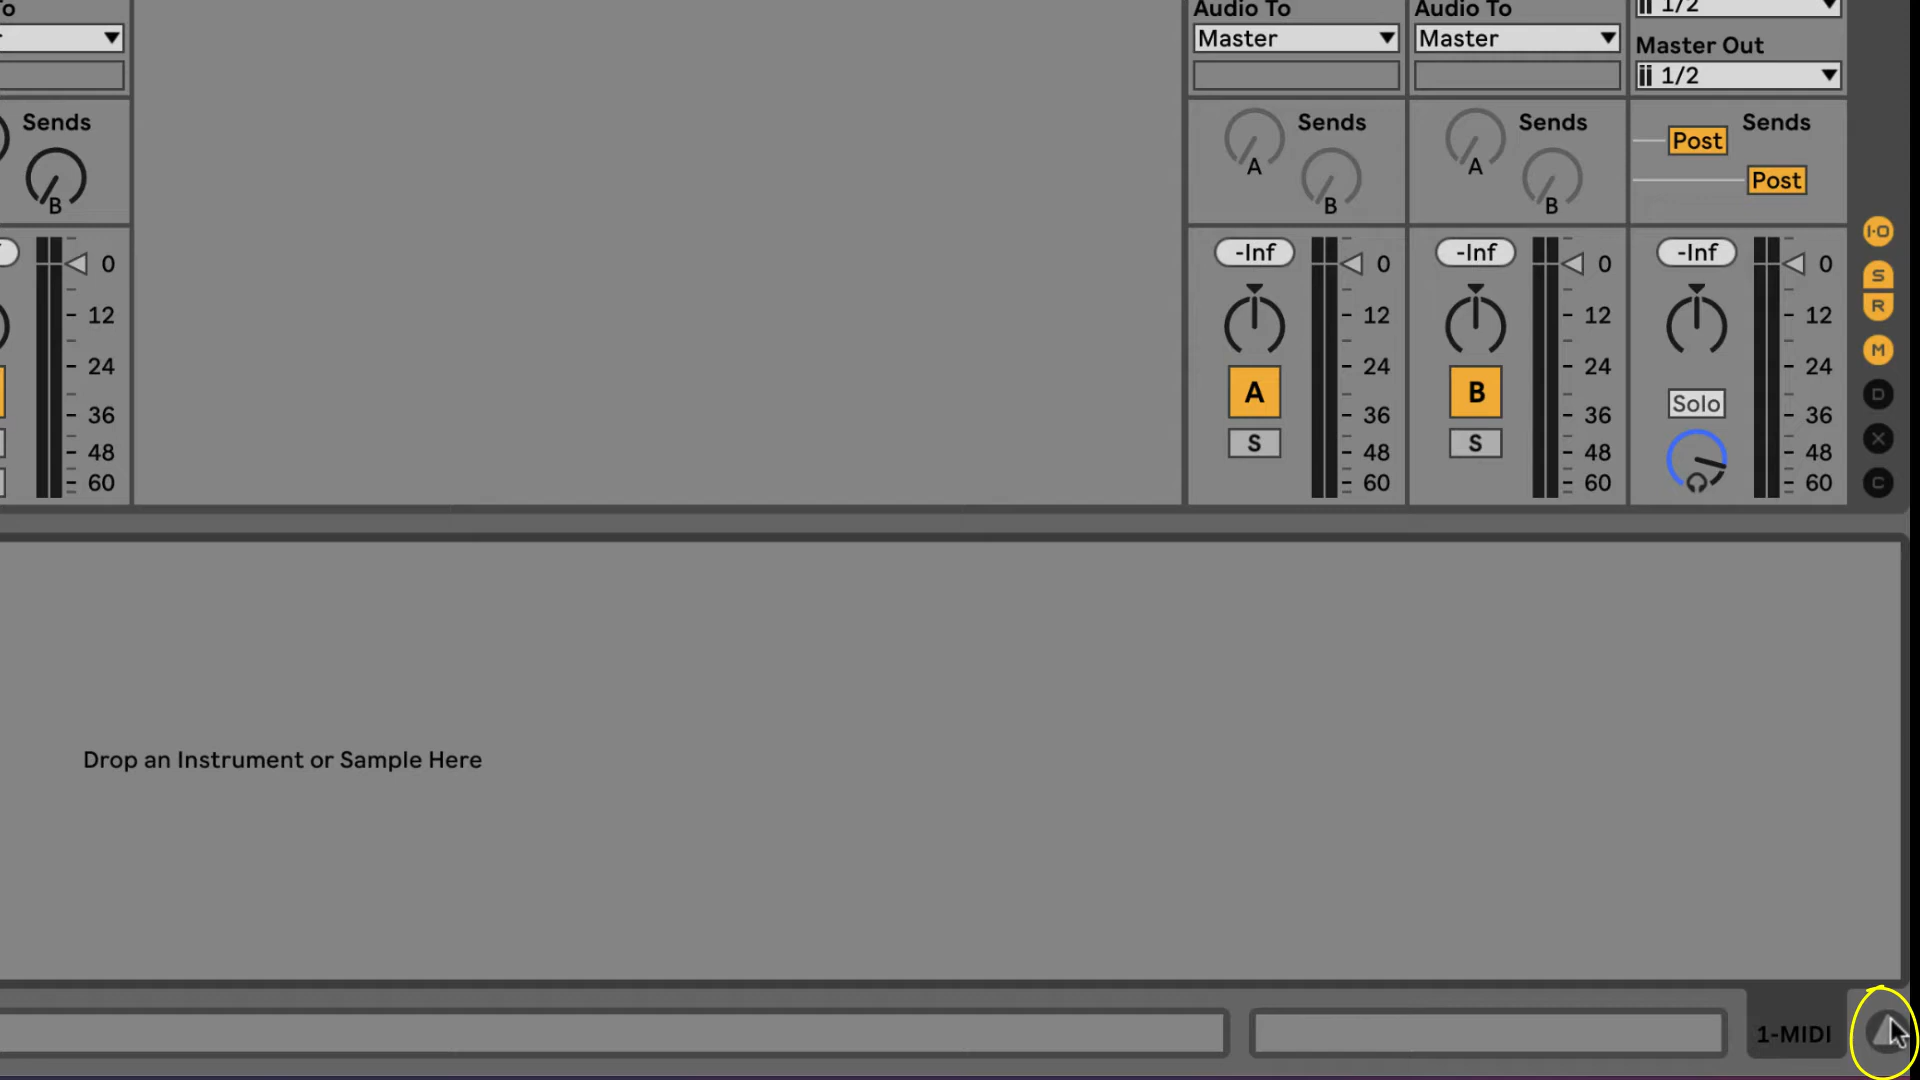 Audio To
Audio To
1/2
Master
Master
Master Out
1/2
Sends
B
A
Sends
B
A
Sends
B
Sends
Post
Post
0
12
24
36
48
60
-Inf
A
S
0
12
24
36
48
60
-Inf
B
S
0
12
24
36
48
60
-Inf
Solo
0
12
24
36
48
60
I-O
S
R
M
D
X
C
Drop an Instrument or Sample Here
1-MIDI